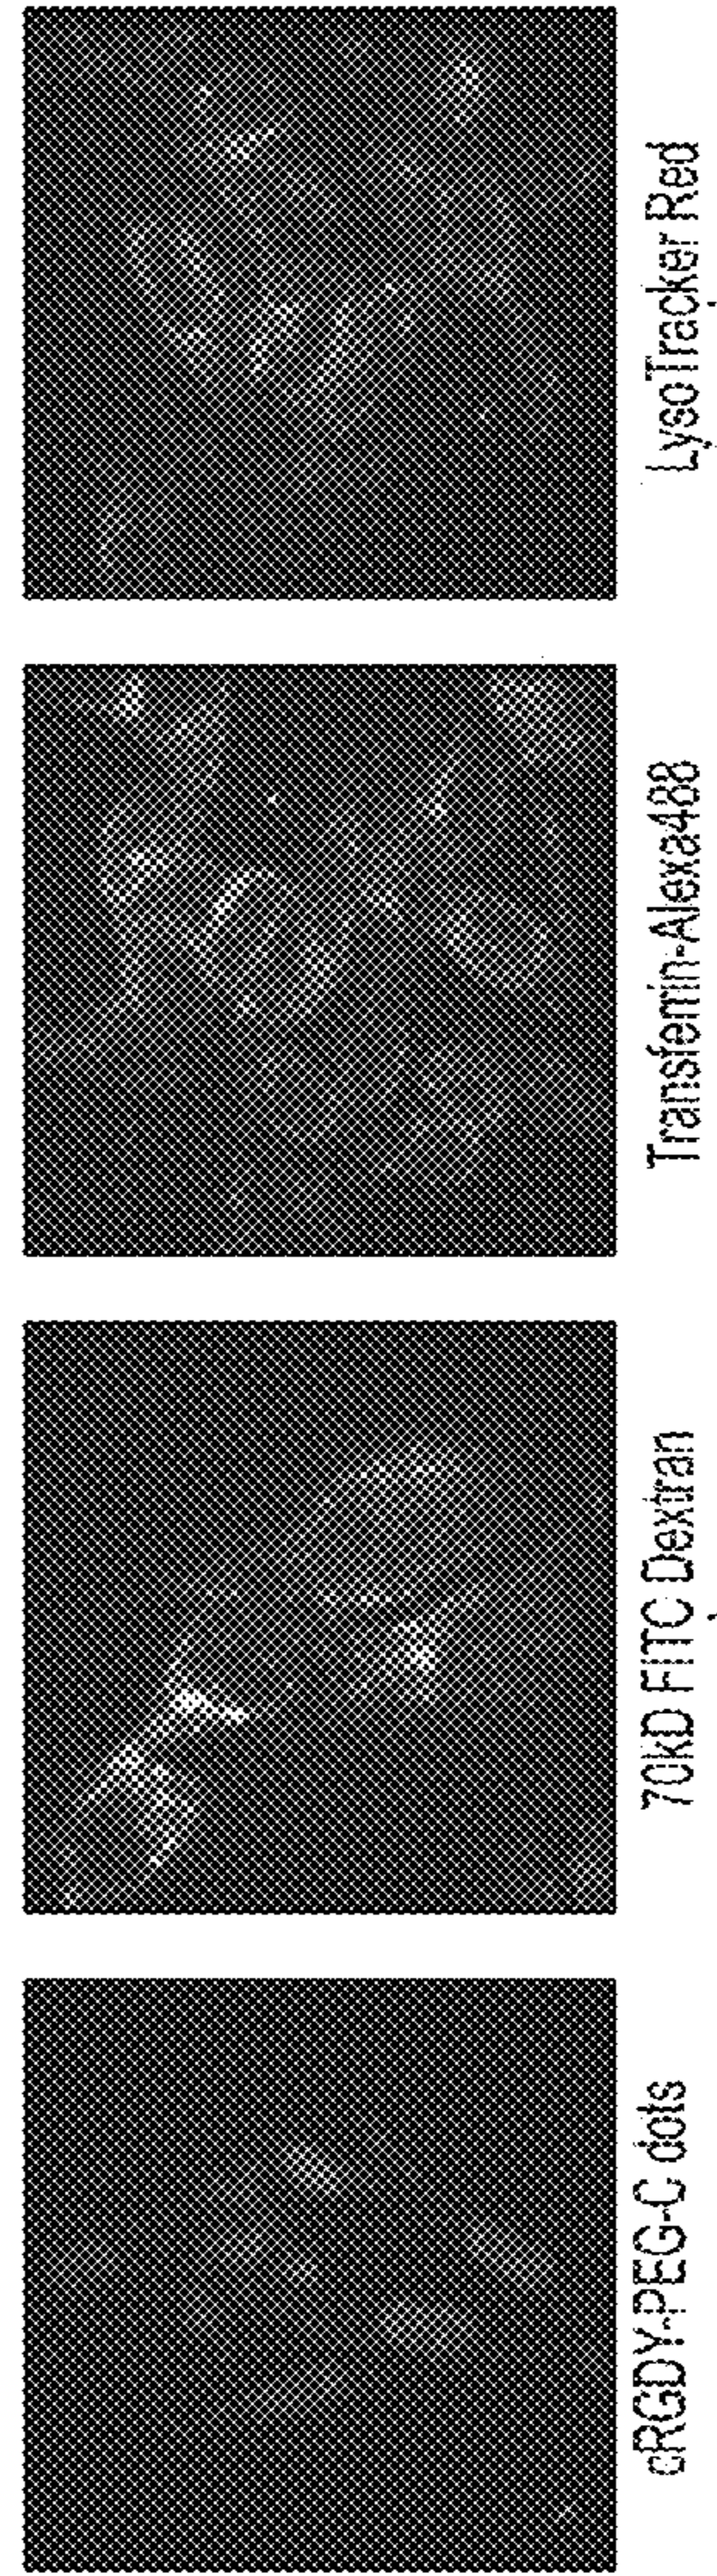 cRGDY-PEG-C dots
70kD FITC Dextran
Transferrin-Alexa488
LysoTracker Red